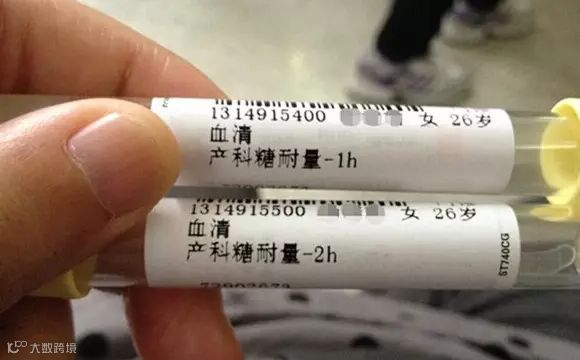 1314915400 女 26岁
血清
产科糖耐量-1h
1314915500 女 26岁
血清
产科糖耐量-2h
ST740CG
大数跨境